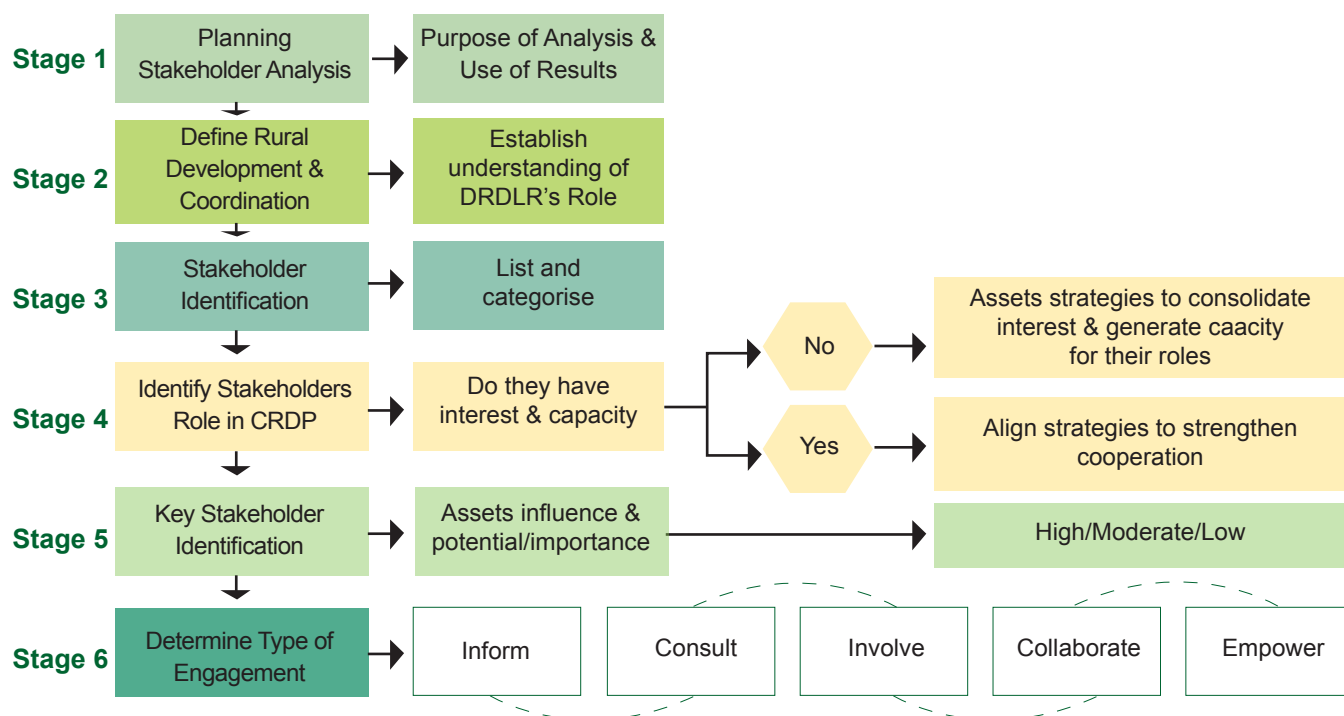 Stage 1
Planning
Stakeholder Analysis
Purpose of Analysis &
Use of Results
Stage 2
Define Rural
Development &
Coordination
Establish
understanding of
DRDLR's Role
Stage 3
Stakeholder
Identification
List and
categorise
Stage 4
Identify Stakeholders
Role in CRDP
Do they have
interest & capacity
No
Assets strategies to consolidate
interest & generate caacity
for their roles
Yes
Align strategies to strengthen
cooperation
Stage 5
Key Stakeholder
Identification
Assets influence &
potential/importance
High/Moderate/Low
Stage 6
Determine Type of
Engagement
Inform
Consult
Involve
Collaborate
Empower